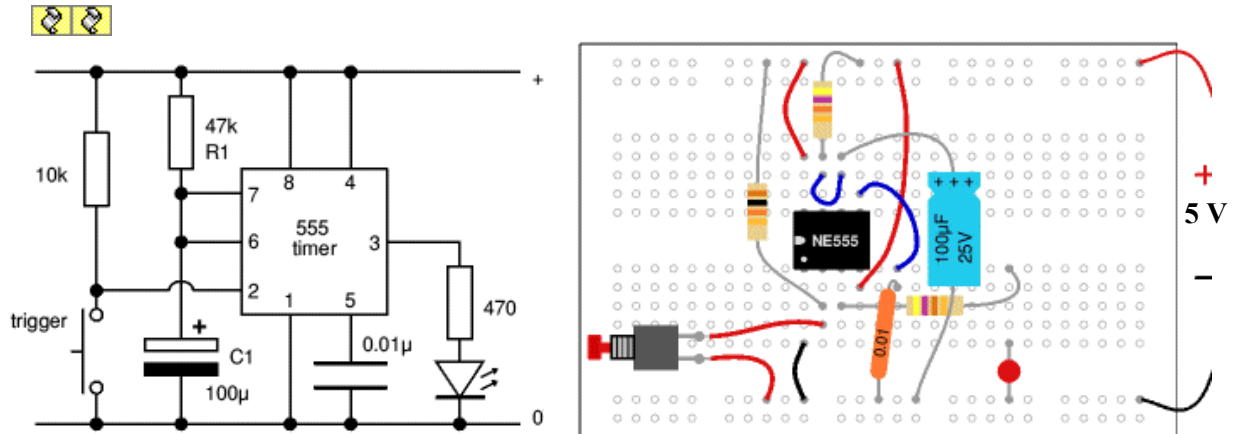 +
47k
R1
10k
8
4
7
555
timer
6
3
2
1
5
470
trigger
+
C1
0.01µ
100µ
0
NE555
+++
100µF
25V
0.01
+
5 V
−